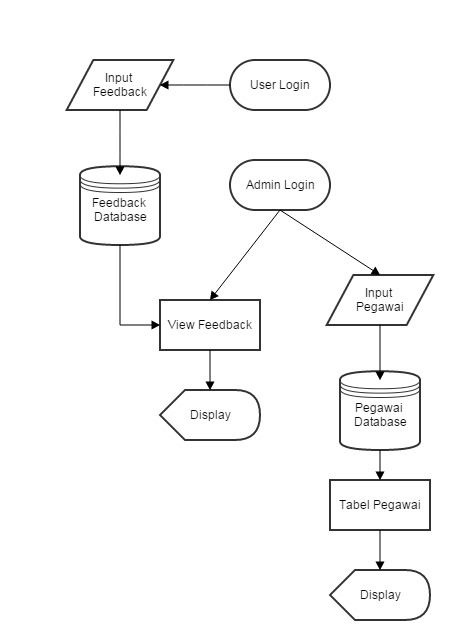 Input
Feedback
User Login
Feedback
Database
Admin Login
View Feedback
Input
Pegawai
Display
Pegawai
Database
Tabel Pegawai
Display